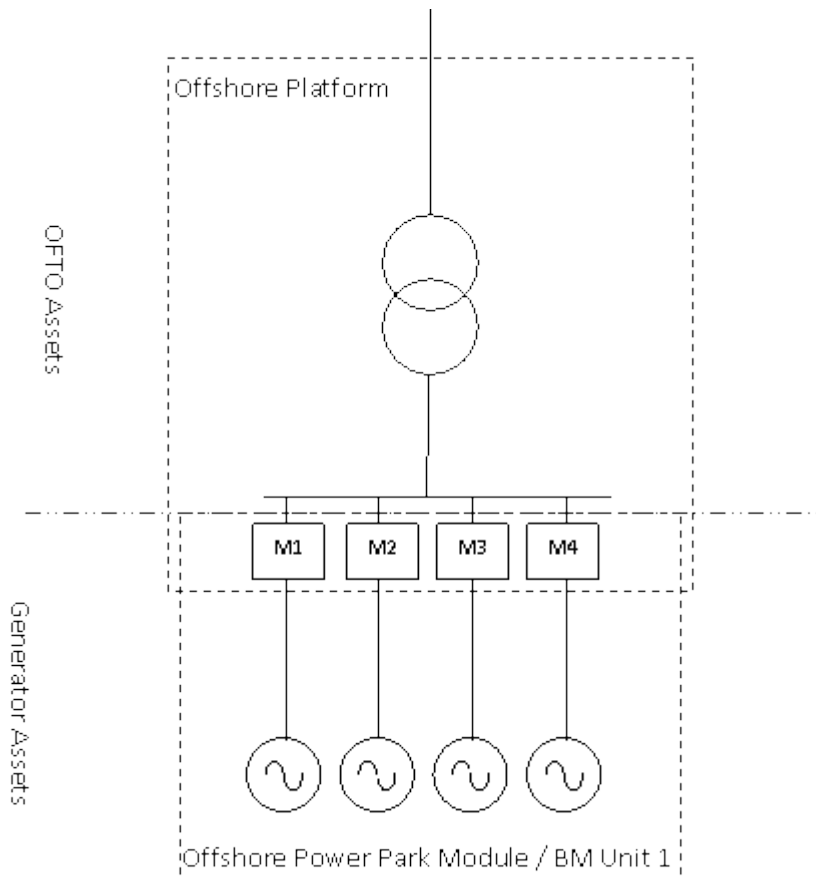 Offshore Platform
OFTO Assets
M1
M2
M3
M4
Generator Assets
Offshore Power Park Module / BM Unit 1